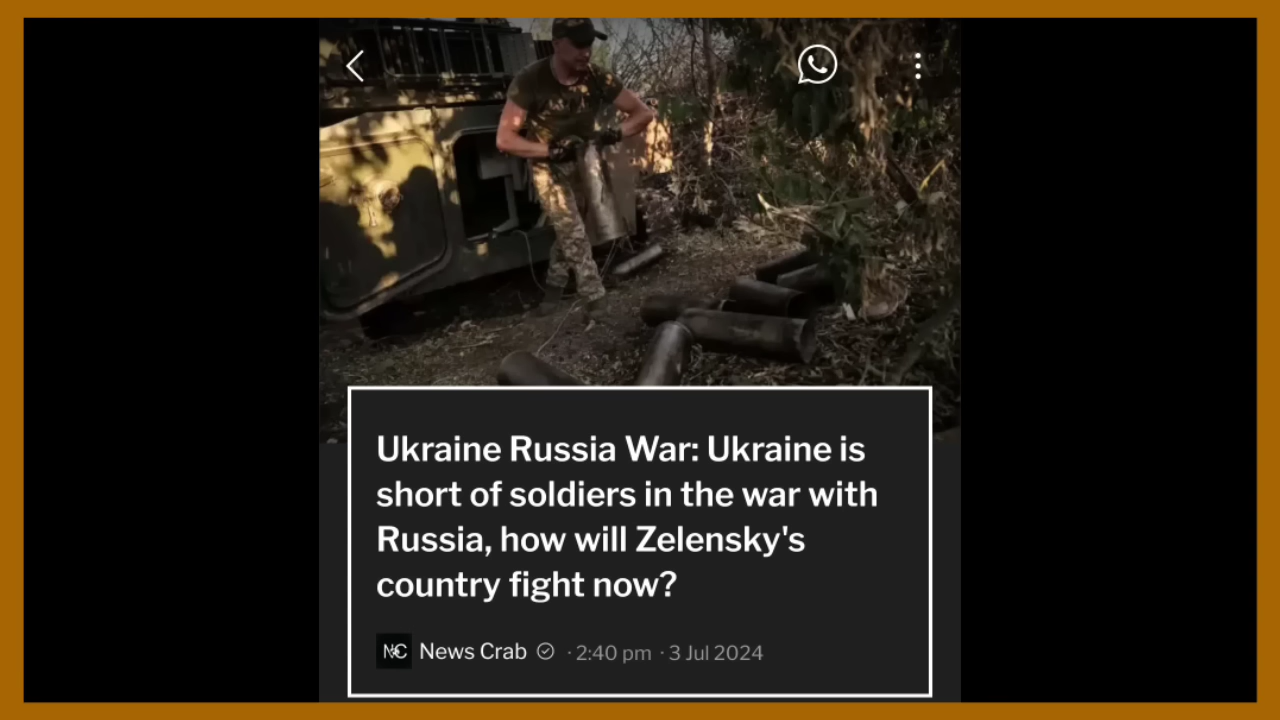 Ukraine Russia War: Ukraine is
short of soldiers in the war with
Russia, how will Zelensky's
country fight now?
NC News Crab · 2:40 pm · 3 Jul 2024